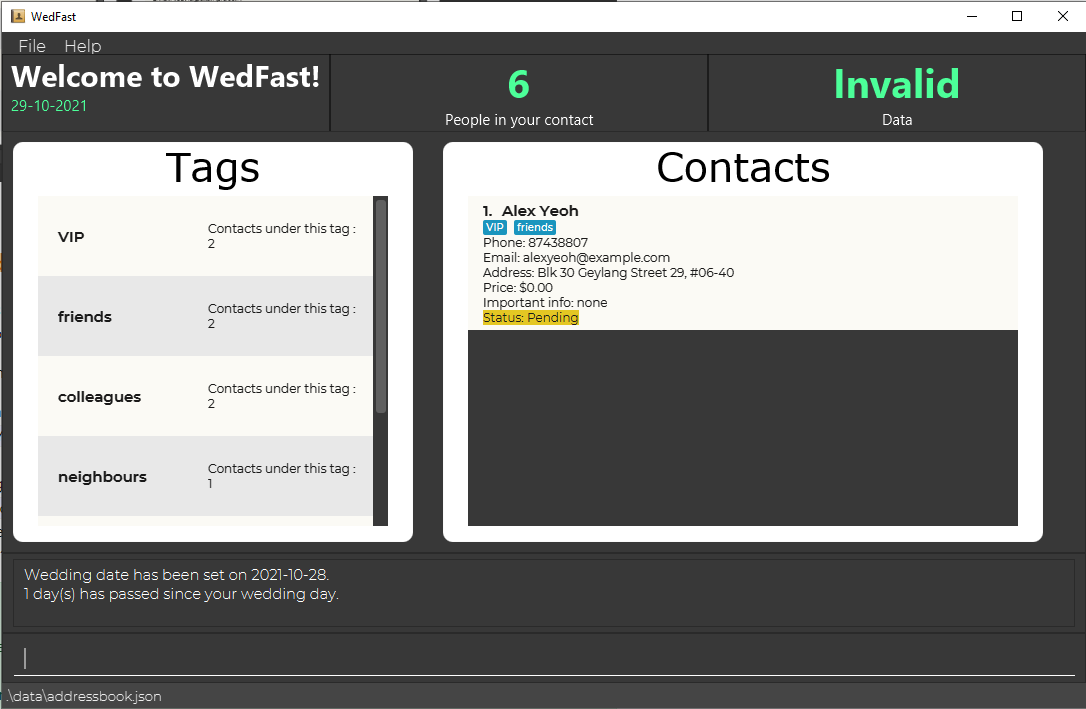 WedFast
File Help
Welcome to WedFast!
29-10-2021
6
People in your contact
Invalid
Data
Tags
VIP
Contacts under this tag :
2
friends
Contacts under this tag :
2
colleagues
Contacts under this tag :
2
neighbours
Contacts under this tag :
1
Contacts
1. Alex Yeoh
VIP friends
Phone: 87438807
Email: alexyeoh@example.com
Address: Blk 30 Geylang Street 29, #06-40
Price: $0.00
Important info: none
Status: Pending
Wedding date has been set on 2021-10-28.
1 day(s) has passed since your wedding day.
.\data\addressbook.json